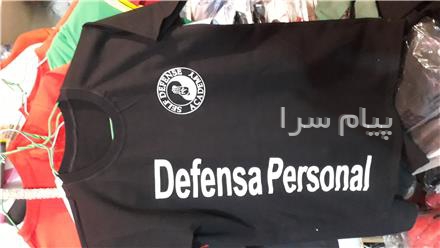 SELF DEFENSE
ACADEMY
پیام سرا
Defensa Personal